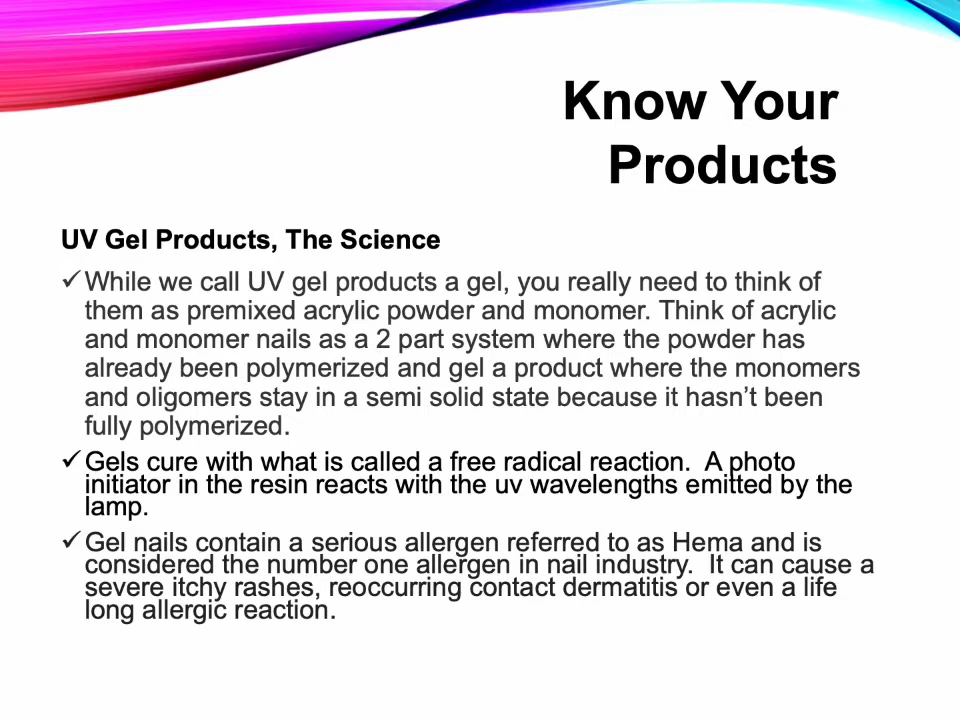 Know Your
Products
UV Gel Products, The Science
✓While we call UV gel products a gel, you really need to think of
them as premixed acrylic powder and monomer. Think of acrylic
and monomer nails as a 2 part system where the powder has
already been polymerized and gel a product where the monomers
and oligomers stay in a semi solid state because it hasn’t been
fully polymerized.
✓Gels cure with what is called a free radical reaction.  A photo
initiator in the resin reacts with the uv wavelengths emitted by the
lamp.
✓Gel nails contain a serious allergen referred to as Hema and is
considered the number one allergen in nail industry.  It can cause a
severe itchy rashes, reoccurring contact dermatitis or even a life
long allergic reaction.